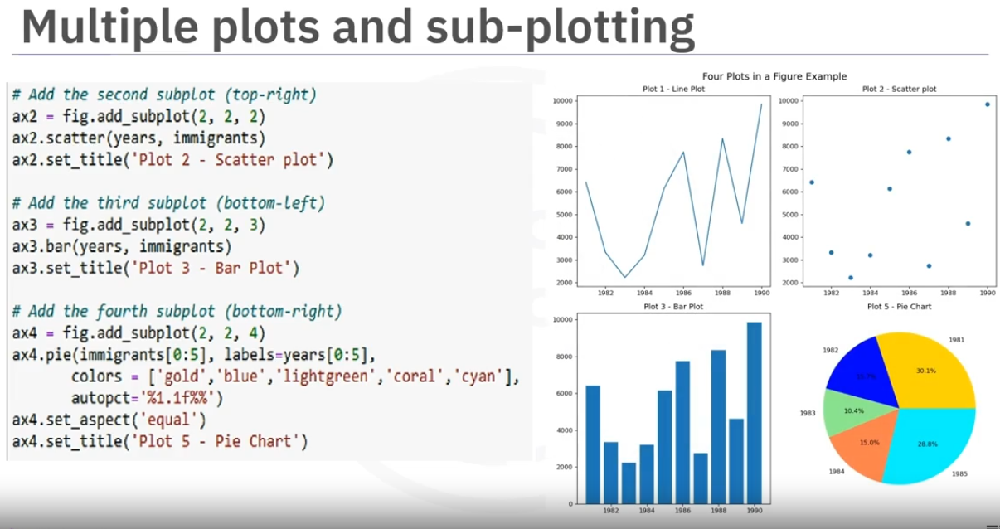 Multiple plots and sub-plotting
# Add the second subplot (top-right)
ax2 = fig.add_subplot(2, 2, 2)
ax2.scatter(years, immigrants)
ax2.set_title('Plot 2 - Scatter plot')
# Add the third subplot (bottom-left)
ax3 = fig.add_subplot(2, 2, 3)
ax3.bar(years, immigrants)
ax3.set_title('Plot 3 - Bar Plot')
# Add the fourth subplot (bottom-right)
ax4 = fig.add_subplot(2, 2, 4)
ax4.pie(immigrants[0:5], labels=years[0:5],
colors = ['gold','blue','lightgreen','coral','cyan'],
autopct='%1.1f%%')
ax4.set_aspect('equal')
ax4.set_title('Plot 5 - Pie Chart')
Four Plots in a Figure Example
Plot 1 - Line Plot
10000
9000
8000
7000
6000
5000
4000
3000
2000
1982 1984 1986 1988 1990
Plot 2 - Scatter plot
10000
9000
8000
7000
6000
5000
4000
3000
2000
1982 1984 1986 1988 1990
Plot 3 - Bar Plot
10000
8000
6000
4000
2000
0
1982 1984 1986 1988 1990
Plot 5 - Pie Chart
1981
30.1%
1982
1983
10.4%
1984
15.0%
1985
28.8%